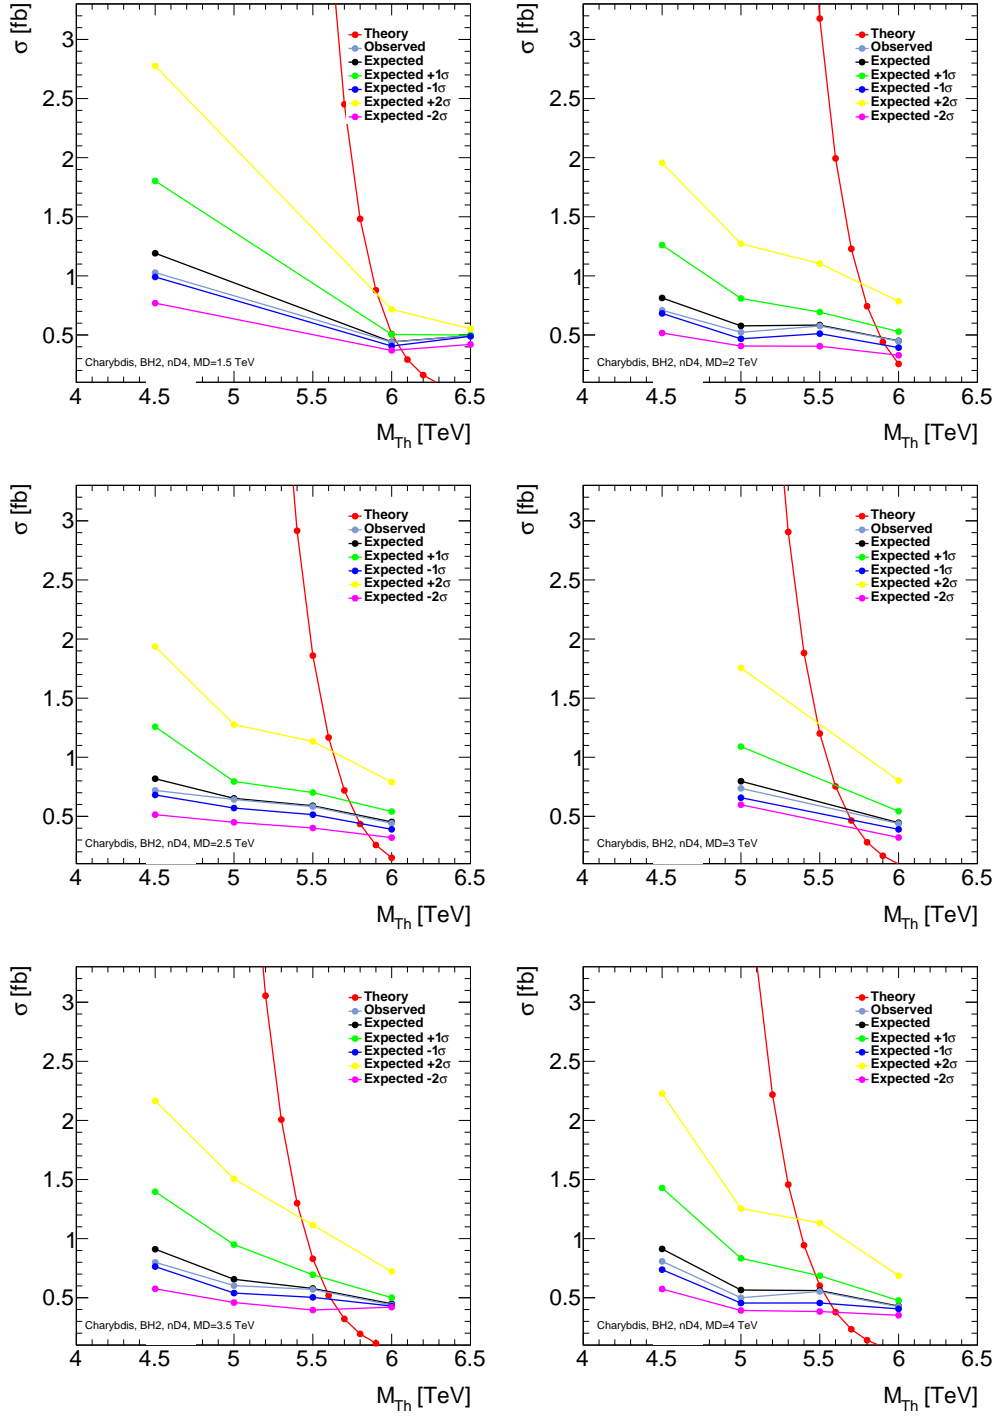 σ [fb]
3
2.5
2
1.5
1
0.5
Theory
Observed
Expected
Expected +1σ
Expected -1σ
Expected +2σ
Expected -2σ
Charybdis, BH2, nD4, MD=1.5 TeV
4 4.5 5 5.5 6 6.5
M_Th [TeV]
σ [fb]
3
2.5
2
1.5
1
0.5
Theory
Observed
Expected
Expected +1σ
Expected -1σ
Expected +2σ
Expected -2σ
Charybdis, BH2, nD4, MD=2 TeV
4 4.5 5 5.5 6 6.5
M_Th [TeV]
σ [fb]
3
2.5
2
1.5
1
0.5
Theory
Observed
Expected
Expected +1σ
Expected -1σ
Expected +2σ
Expected -2σ
Charybdis, BH2, nD4, MD=2.5 TeV
4 4.5 5 5.5 6 6.5
M_Th [TeV]
σ [fb]
3
2.5
2
1.5
1
0.5
Theory
Observed
Expected
Expected +1σ
Expected -1σ
Expected +2σ
Expected -2σ
Charybdis, BH2, nD4, MD=3 TeV
4 4.5 5 5.5 6 6.5
M_Th [TeV]
σ [fb]
3
2.5
2
1.5
1
0.5
Theory
Observed
Expected
Expected +1σ
Expected -1σ
Expected +2σ
Expected -2σ
Charybdis, BH2, nD4, MD=3.5 TeV
4 4.5 5 5.5 6 6.5
M_Th [TeV]
σ [fb]
3
2.5
2
1.5
1
0.5
Theory
Observed
Expected
Expected +1σ
Expected -1σ
Expected +2σ
Expected -2σ
Charybdis, BH2, nD4, MD=4 TeV
4 4.5 5 5.5 6 6.5
M_Th [TeV]